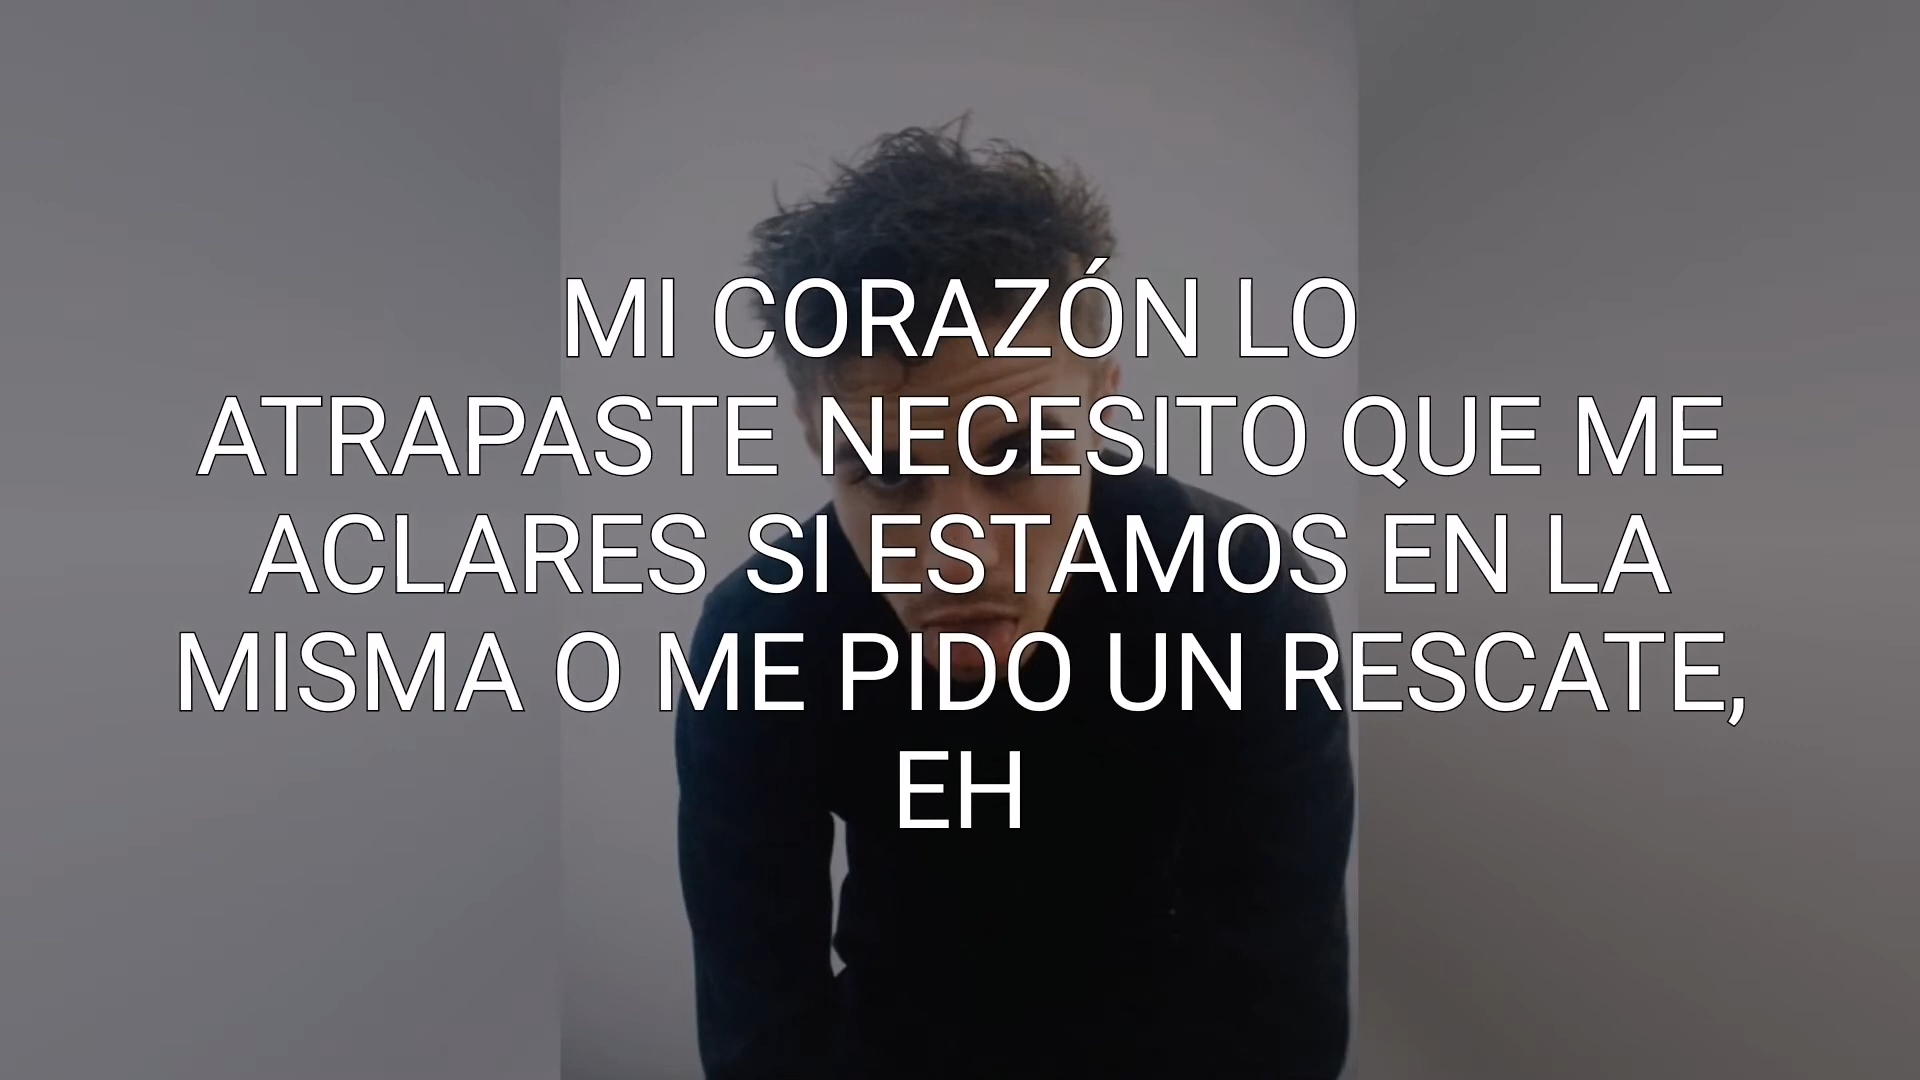 MI CORAZÓN LO
ATRAPASTE NECESITO QUE ME
ACLARES SI ESTAMOS EN LA
MISMA O ME PIDO UN RESCATE,
EH